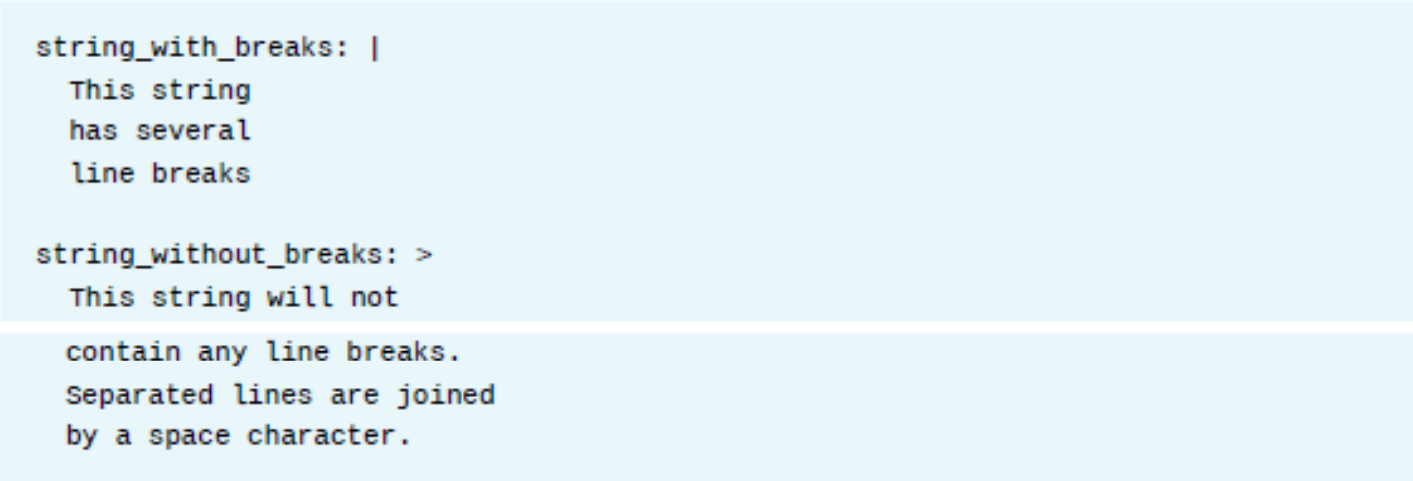 string_with_breaks: |
  This string
  has several
  line breaks

string_without_breaks: >
  This string will not
  contain any line breaks.
  Separated lines are joined
  by a space character.